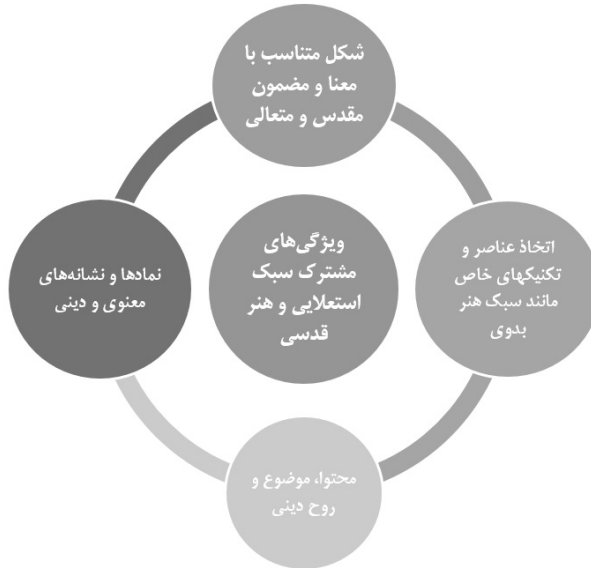 شکل متناسب با
معنا و مضمون
مقدس و متعالی
اتخاذ عناصر و
تکنیکهای خاص
مانند سبک هنر
بدوی
ویژگی‌های
مشترک سبک
استعلایی و هنر
قدسی
نمادها و نشانه‌های
معنوی و دینی
محتوا، موضوع و
روح دینی